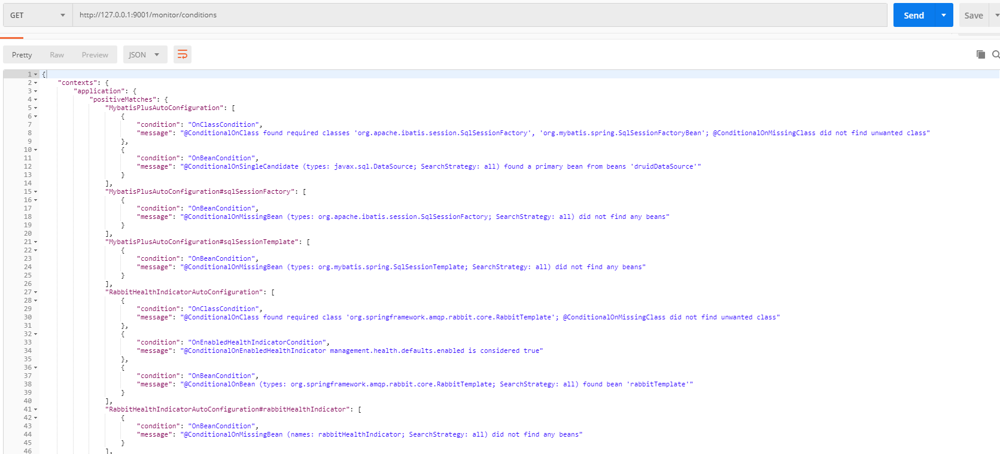 GET http://127.0.0.1:9001/monitor/conditions Send Save
Pretty Raw Preview JSON
1 {
2 "contexts": {
3 "application": {
4 "positiveMatches": {
5 "MybatisPlusAutoConfiguration": [
6 {
7 "condition": "OnClassCondition",
8 "message": "@ConditionalOnClass found required classes 'org.apache.ibatis.session.SqlSessionFactory', 'org.mybatis.spring.SqlSessionFactoryBean'; @ConditionalOnMissingClass did not find unwanted class"
9 },
10 {
11 "condition": "OnBeanCondition",
12 "message": "@ConditionalOnSingleCandidate (types: javax.sql.DataSource; SearchStrategy: all) found a primary bean from beans 'druidDataSource'"
13 }
14 ],
15 "MybatisPlusAutoConfiguration#sqlSessionFactory": [
16 {
17 "condition": "OnBeanCondition",
18 "message": "@ConditionalOnMissingBean (types: org.apache.ibatis.session.SqlSessionFactory; SearchStrategy: all) did not find any beans"
19 }
20 ],
21 "MybatisPlusAutoConfiguration#sqlSessionTemplate": [
22 {
23 "condition": "OnBeanCondition",
24 "message": "@ConditionalOnMissingBean (types: org.mybatis.spring.SqlSessionTemplate; SearchStrategy: all) did not find any beans"
25 }
26 ],
27 "RabbitHealthIndicatorAutoConfiguration": [
28 {
29 "condition": "OnClassCondition",
30 "message": "@ConditionalOnClass found required class 'org.springframework.amqp.rabbit.core.RabbitTemplate'; @ConditionalOnMissingClass did not find unwanted class"
31 },
32 {
33 "condition": "OnEnabledHealthIndicatorCondition",
34 "message": "@ConditionalOnEnabledHealthIndicator management.health.defaults.enabled is considered true"
35 },
36 {
37 "condition": "OnBeanCondition",
38 "message": "@ConditionalOnBean (types: org.springframework.amqp.rabbit.core.RabbitTemplate; SearchStrategy: all) found bean 'rabbitTemplate'"
39 }
40 ],
41 "RabbitHealthIndicatorAutoConfiguration#rabbitHealthIndicator": [
42 {
43 "condition": "OnBeanCondition",
44 "message": "@ConditionalOnMissingBean (names: rabbitHealthIndicator; SearchStrategy: all) did not find any beans"
45 }
46 ],